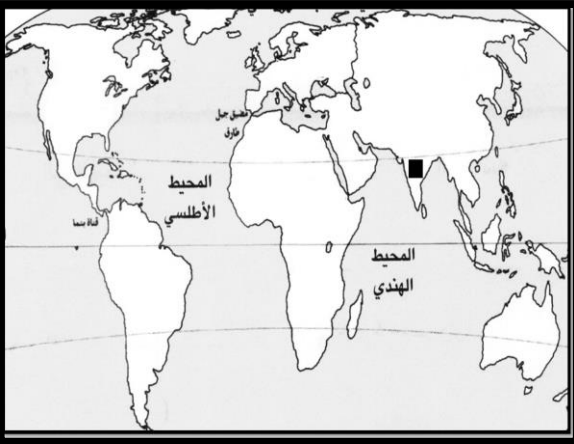 مضيق جبل
طارق
المحيط
الأطلسي
قناة بنما
المحيط
الهندي